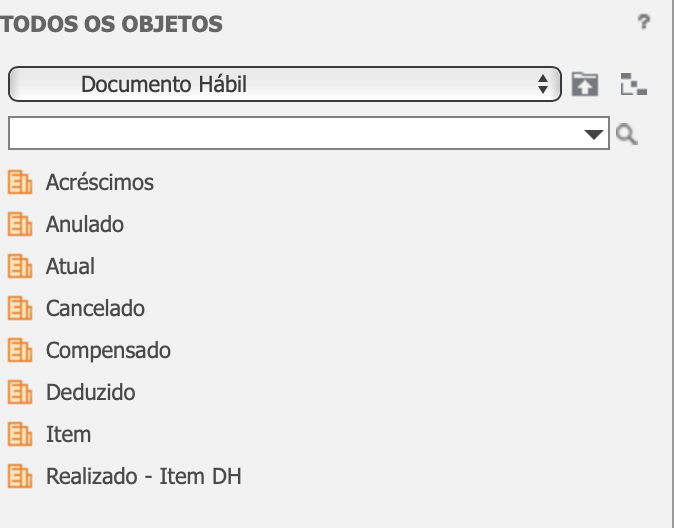 TODOS OS OBJETOS
?
Documento Hábil
Acréscimos
Anulado
Atual
Cancelado
Compensado
Deduzido
Item
Realizado - Item DH